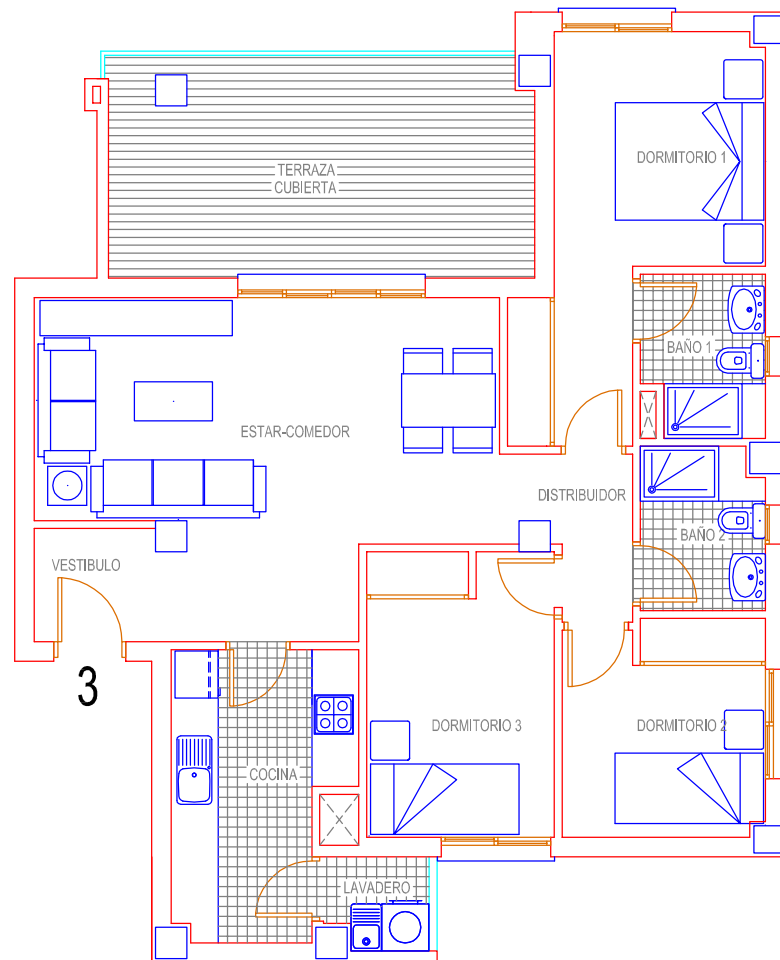 TERRAZA
CUBIERTA
DORMITORIO 1
BAÑO 1
ESTAR-COMEDOR
DISTRIBUIDOR
BAÑO 2
VESTIBULO
3
DORMITORIO 3
DORMITORIO 2
COCINA
LAVADERO